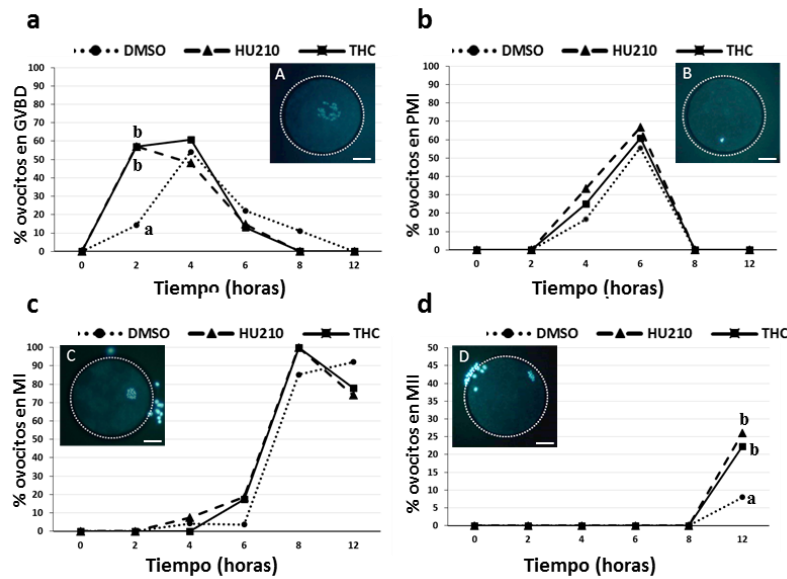 a
DMSO HU210 THC
% ovocitos en GVBD
100
90
80
70
60
50
40
30
20
10
0
A
b
b
a
0 2 4 6 8 12
Tiempo (horas)
b
DMSO HU210 THC
% ovocitos en PMI
100
90
80
70
60
50
40
30
20
10
0
B
0 2 4 6 8 12
Tiempo (horas)
c
DMSO HU210 THC
% ovocitos en MI
100
90
80
70
60
50
40
30
20
10
0
C
0 2 4 6 8 12
Tiempo (horas)
d
DMSO HU210 THC
% ovocitos en MII
50
45
40
35
30
25
20
15
10
5
0
D
b
b
a
0 2 4 6 8 12
Tiempo (horas)